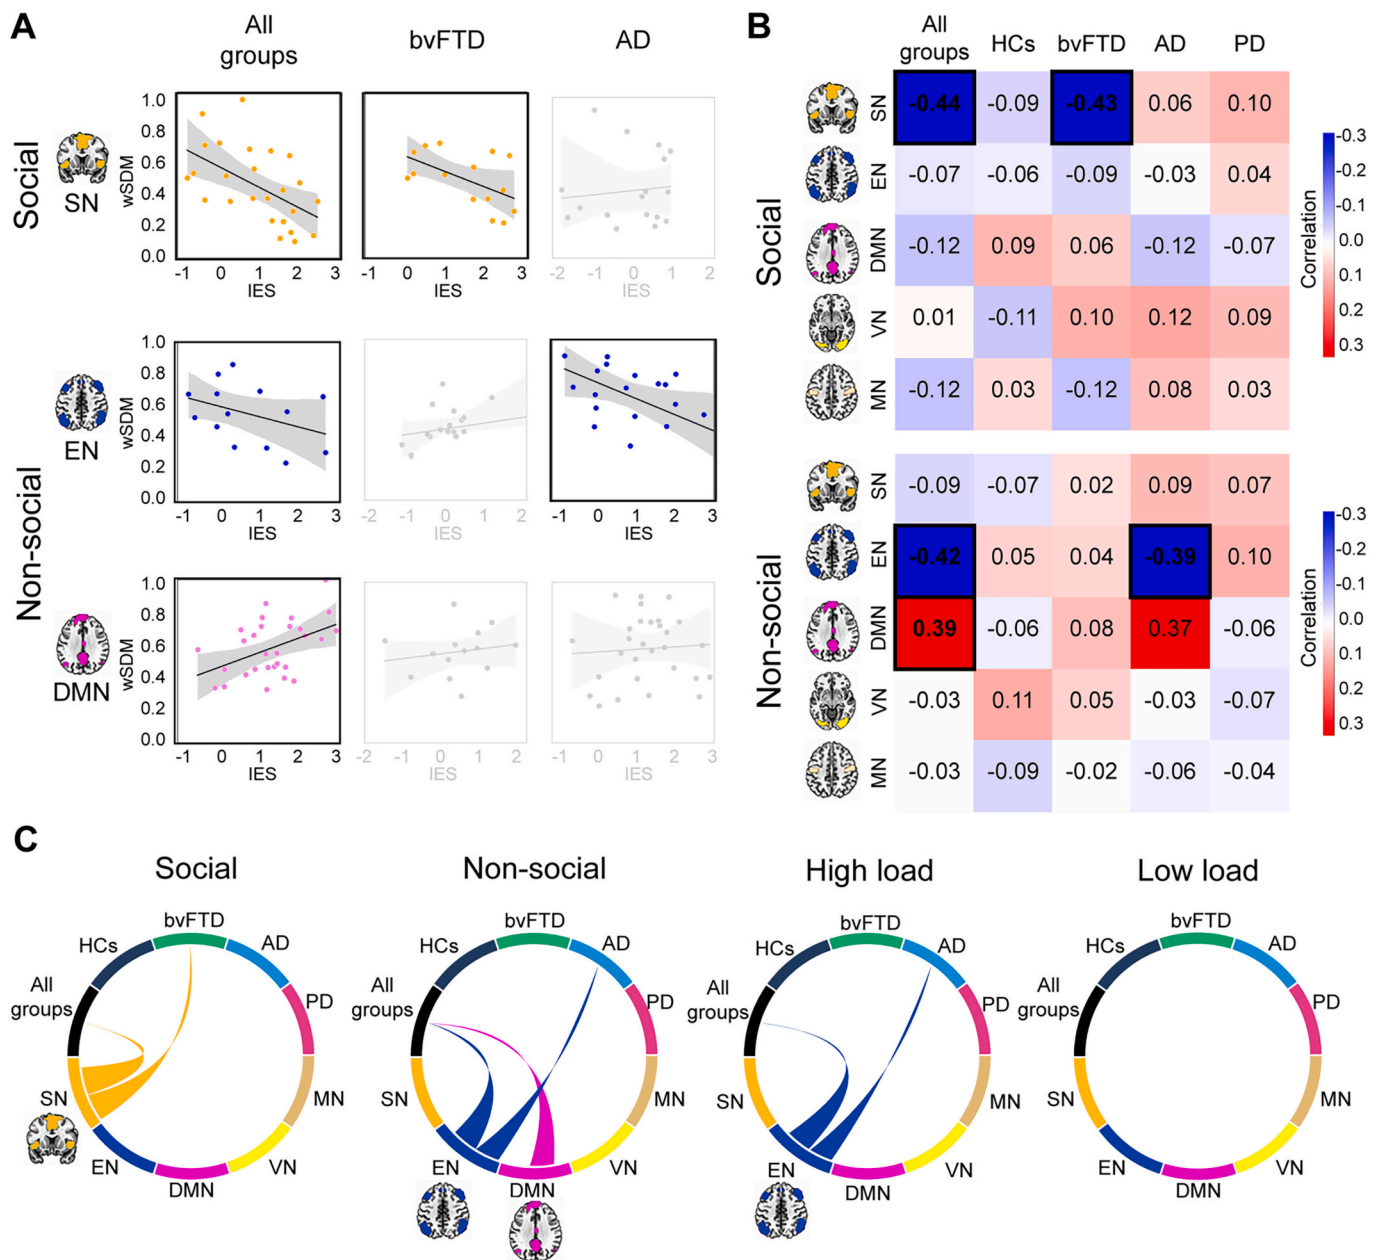 A
All
groups
bvFTD
AD
Social
SN
wSDM
1.0
0.8
0.6
0.4
0.2
0.0
-1 0 1 2 3
IES
0 1 2 3
IES
-2 -1 0 1 2
IES
Non-social
EN
wSDM
1.0
0.8
0.6
0.4
0.2
0.0
-1 0 1 2 3
IES
-2 -1 0 1 2
IES
-1 0 1 2 3
IES
DMN
wSDM
1.0
0.8
0.6
0.4
0.2
0.0
-1 0 1 2 3
IES
-2 -1 0 1 2
IES
-2 -1 0 1 2 3
IES
B
All
groups
HCs
bvFTD
AD
PD
Social
SN -0.44 -0.09 -0.43 0.06 0.10
EN -0.07 -0.06 -0.09 -0.03 0.04
DMN -0.12 0.09 0.06 -0.12 -0.07
VN 0.01 -0.11 0.10 0.12 0.09
MN -0.12 0.03 -0.12 0.08 0.03
Correlation
-0.3
-0.2
-0.1
0.0
0.1
0.2
0.3
Non-social
SN -0.09 -0.07 0.02 0.09 0.07
EN -0.42 0.05 0.04 -0.39 0.10
DMN 0.39 -0.06 0.08 0.37 -0.06
VN -0.03 0.11 0.05 -0.03 -0.07
MN -0.03 -0.09 -0.02 -0.06 -0.04
Correlation
-0.3
-0.2
-0.1
0.0
0.1
0.2
0.3
C
Social
bvFTD
HCs
AD
All
groups
PD
SN
MN
EN
DMN
VN
Non-social
bvFTD
HCs
AD
All
groups
PD
SN
MN
EN
DMN
VN
High load
bvFTD
HCs
AD
All
groups
PD
SN
MN
EN
DMN
VN
Low load
bvFTD
HCs
AD
All
groups
PD
SN
MN
EN
DMN
VN